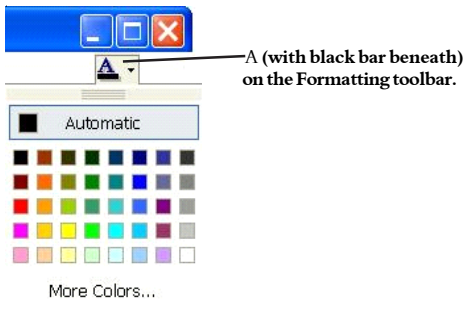 A (with black bar beneath)
on the Formatting toolbar.
A
Automatic
More Colors...